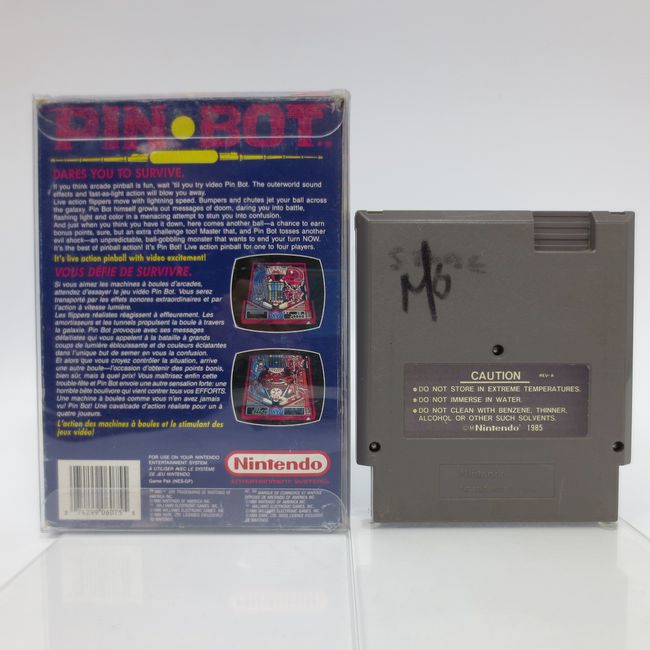 PIN·BOT
DARES YOU TO SURVIVE.
If you think arcade pinball is fun, wait 'til you try video Pin Bot. The outerworld sound
effects and fast-as-light action will blow you away.
Live action flippers move with lightning speed. Bumpers and chutes jet your ball across
the galaxy. Pin Bot himself growls out messages of doom, daring you into battle,
flashing light and color in a menacing attempt to stun you into confusion.
And just when you think you have it down, here comes another ball—a chance to earn
bonus points, sure, but an extra challenge too! Master that, and Pin Bot tosses another
evil shock—an unpredictable, ball-gobbling monster that wants to end your turn NOW.
It's the best of pinball action! It's Pin Bot! Live action pinball for one to four players.
It's live action pinball with video excitement!
VOUS DÉFIE DE SURVIVRE.
Si vous aimez les machines à boules d'arcades,
attendez d'essayer le jeu vidéo Pin Bot. Vous serez
transporté par les effets sonores extraordinaires et par
l'action à vitesse lumière.
Les flippers réalistes réagissent à effleurement. Les
amortisseurs et les tunnels propulsent la boule à travers
la galaxie. Pin Bot provoque avec ses messages
défaitistes qui vous appellent à la bataille à grands
coups de lumière éblouissante et de couleurs éclatantes
dans l'unique but de semer en vous la confusion.
Et alors que vous croyez contrôler la situation, arrive
une autre boule—l'occasion d'obtenir des points bonis,
bien sûr, mais à quel prix! Vous maîtrisez enfin cette
trouble-fête et Pin Bot envoie une autre sensation forte: une
horrible bête boulivore qui vient contrer tous vos EFFORTS.
Une machine à boules comme vous n'en avez jamais
vu! Pin Bot! Une cavalcade d'action réaliste pour un à
quatre joueurs.
L'action des machines à boules et le stimulant des
jeux vidéo!
FOR USE ON YOUR NINTENDO
ENTERTAINMENT SYSTEM
À UTILISER AVEC LE SYSTÈME
DE JEU NINTENDO
Game Pak (NES-GP)
Nintendo
ENTERTAINMENT SYSTEM
M6
CAUTION REV-A
• DO NOT STORE IN EXTREME TEMPERATURES.
• DO NOT IMMERSE IN WATER.
• DO NOT CLEAN WITH BENZENE, THINNER,
ALCOHOL OR OTHER SUCH SOLVENTS.
©Nintendo 1985
Nintendo